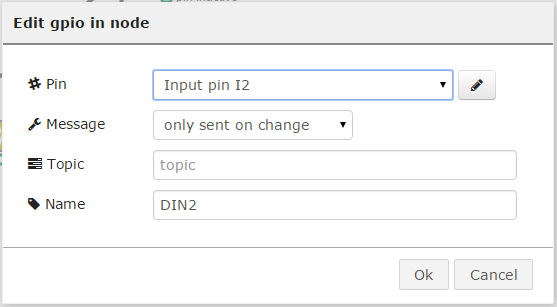 Edit gpio in node
Pin Input pin I2
Message only sent on change
Topic topic
Name DIN2
Ok Cancel